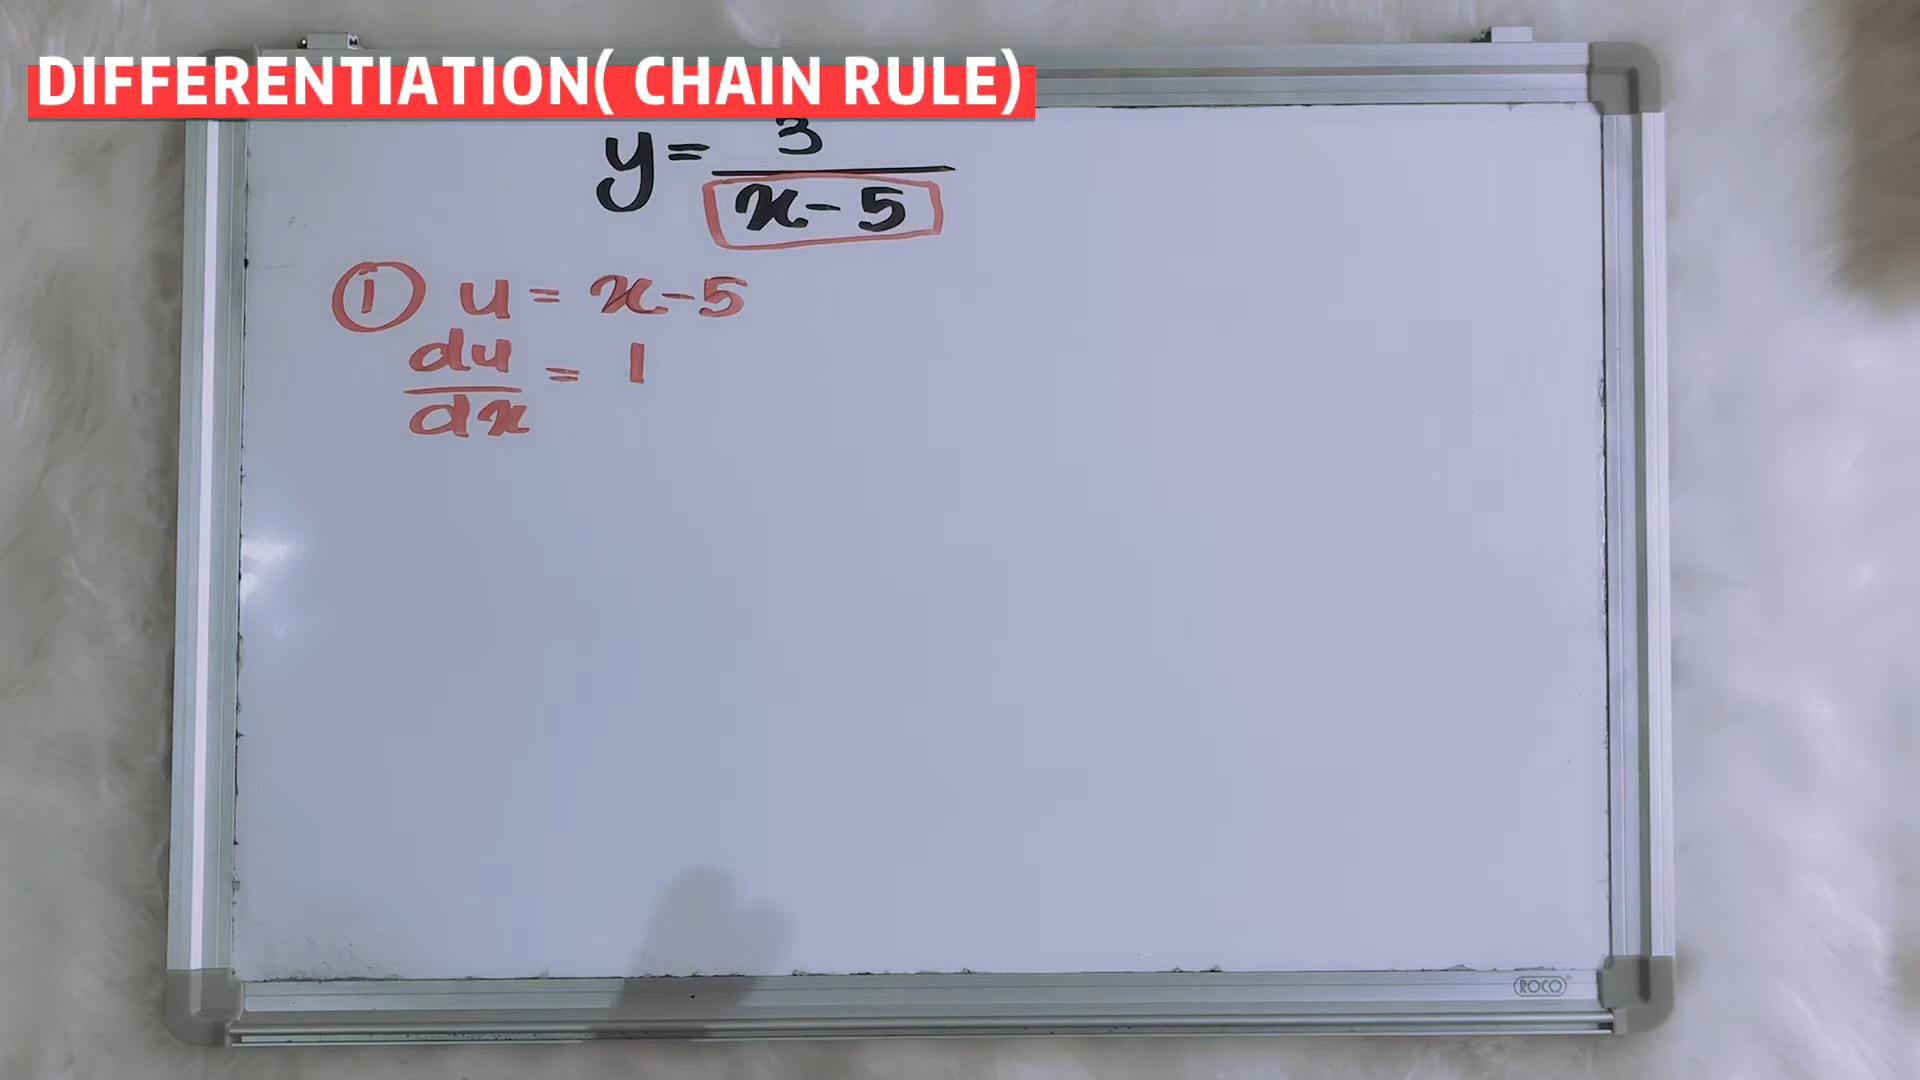 DIFFERENTIATION( CHAIN RULE)
y = 3 / x - 5
① u = x - 5
du / dx = 1
ROCO